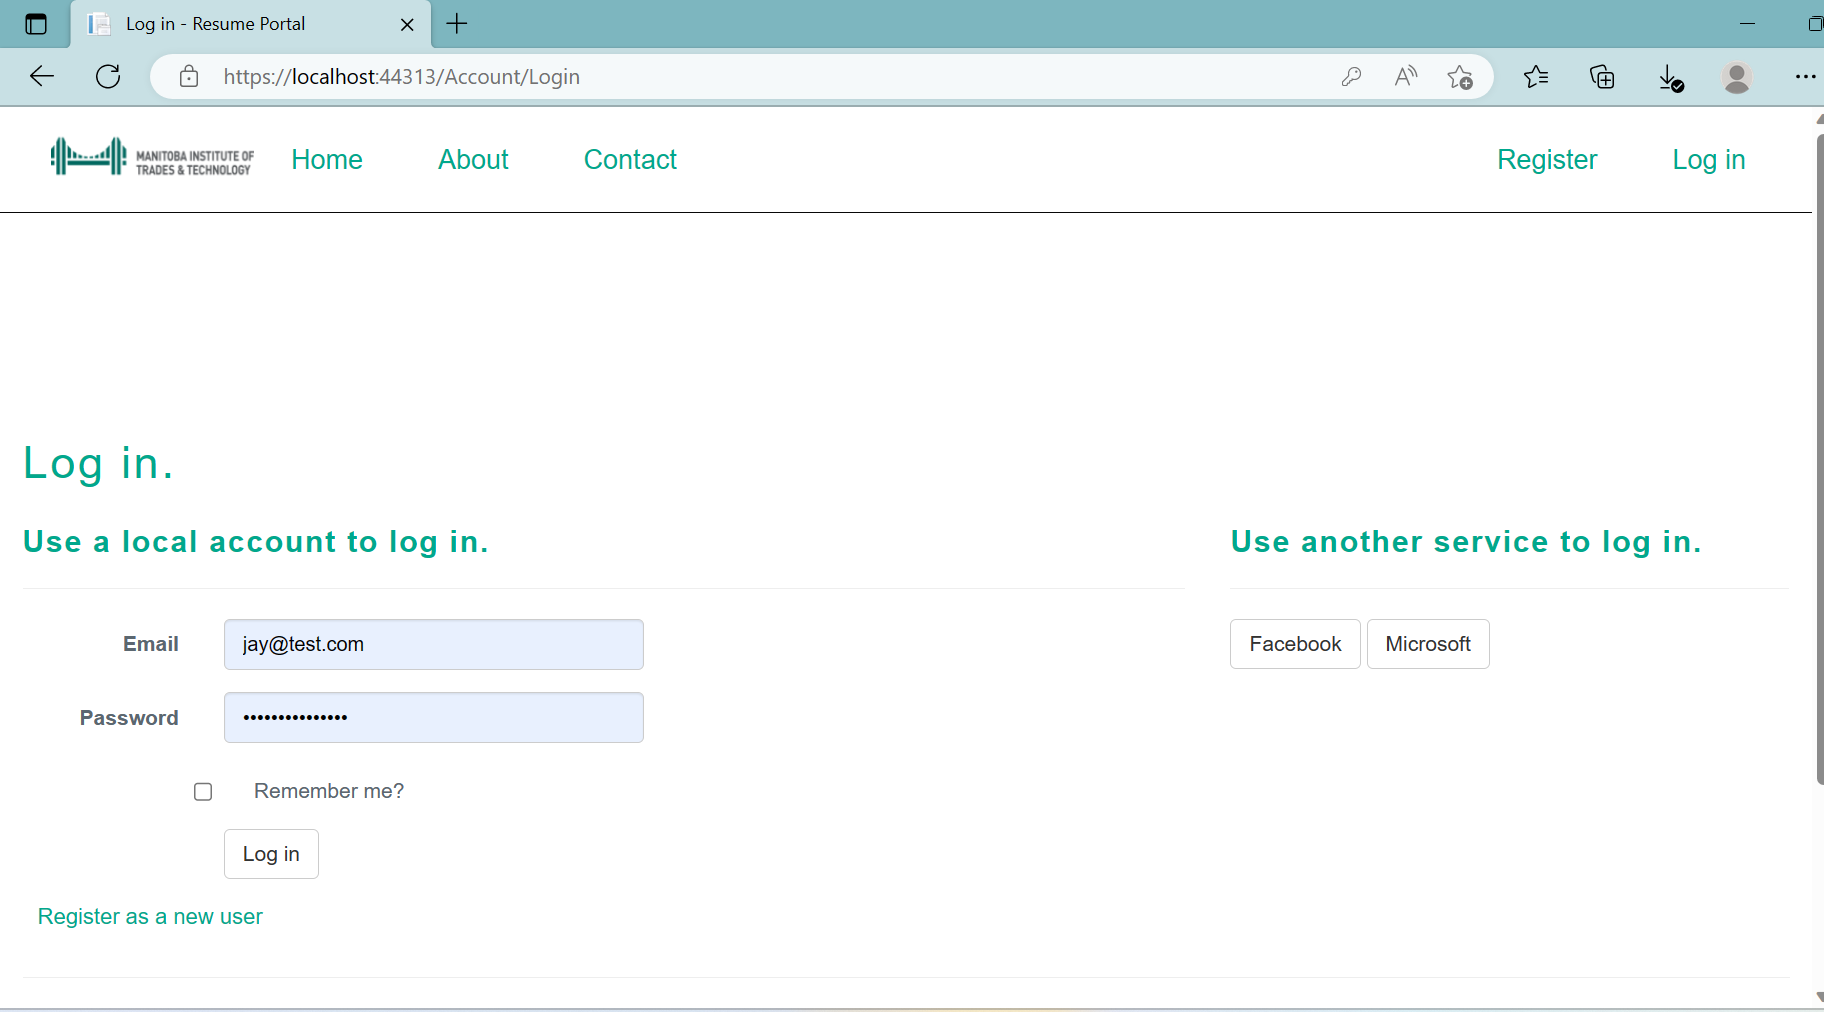 Log in - Resume Portal
https://localhost:44313/Account/Login
MANITOBA INSTITUTE OF
TRADES & TECHNOLOGY
Home About Contact Register Log in
Log in.
Use a local account to log in.
Use another service to log in.
Email jay@test.com
Facebook Microsoft
Password •••••••••••••••
Remember me?
Log in
Register as a new user